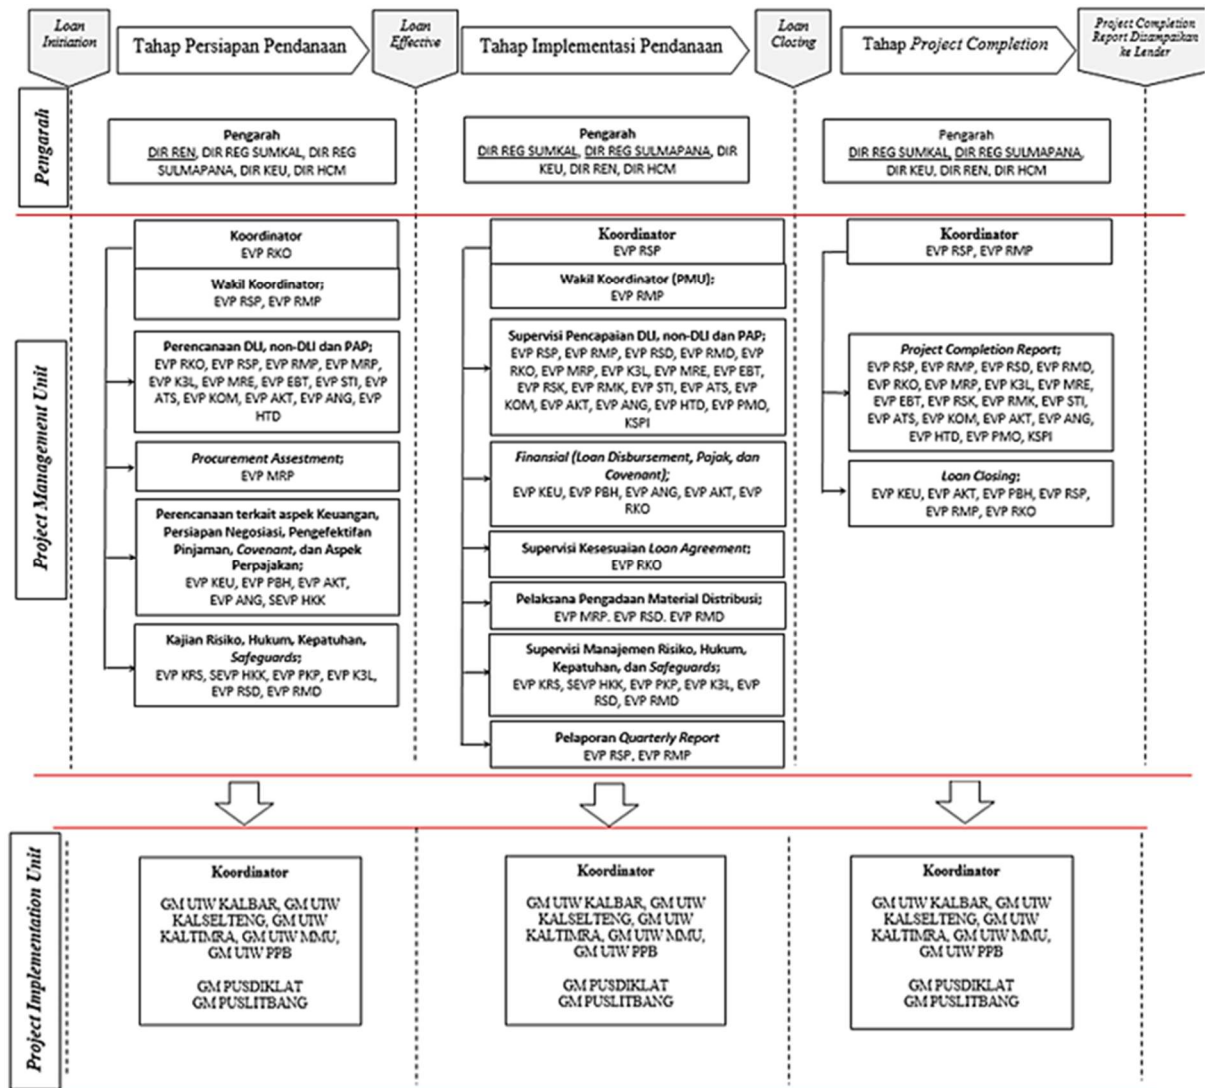 Loan
Initiation
Tahap Persiapan Pendanaan
Loan
Effective
Tahap Implementasi Pendanaan
Loan
Closing
Tahap Project Completion
Project Completion
Report Disampaikan
ke Lender
Pengarah
Pengarah
DIR REN, DIR REG SUMKAL, DIR REG
SULMAPANA, DIR KEU, DIR HCM
Pengarah
DIR REG SUMKAL, DIR REG SULMAPANA, DIR
KEU, DIR REN, DIR HCM
Pengarah
DIR REG SUMKAL, DIR REG SULMAPANA,
DIR KEU, DIR REN, DIR HCM
Project Management Unit
Koordinator
EVP RKO
Wakil Koordinator;
EVP RSP, EVP RMP
Perencanaan DLI, non-DLI dan PAP;
EVP RKO, EVP RSP, EVP RMP, EVP MRP,
EVP K3L, EVP MRE, EVP EBT, EVP STI, EVP
ATS, EVP KOM, EVP AKT, EVP ANG, EVP
HTD
Procurement Assestment;
EVP MRP
Perencanaan terkait aspek Keuangan,
Persiapan Negosiasi, Pengefektifan
Pinjaman, Covenant, dan Aspek
Perpajakan;
EVP KEU, EVP PBH, EVP AKT,
EVP ANG, SEVP HKK
Kajian Risiko, Hukum, Kepatuhan,
Safeguards;
EVP KRS, SEVP HKK, EVP PKP, EVP K3L,
EVP RSD, EVP RMD
Koordinator
EVP RSP
Wakil Koordinator (PMU);
EVP RMP
Supervisi Pencapaian DLI, non-DLI dan PAP;
EVP RSP, EVP RMP, EVP RSD, EVP RMD, EVP
RKO, EVP MRP, EVP K3L, EVP MRE, EVP EBT,
EVP RSK, EVP RMK, EVP STI, EVP ATS, EVP
KOM, EVP AKT, EVP ANG, EVP HTD, EVP PMO,
KSPI
Finansial (Loan Disbursement, Pajak, dan
Covenant);
EVP KEU, EVP PBH, EVP ANG, EVP AKT, EVP
RKO
Supervisi Kesesuaian Loan Agreement;
EVP RKO
Pelaksana Pengadaan Material Distribusi;
EVP MRP. EVP RSD. EVP RMD
Supervisi Manajemen Risiko, Hukum,
Kepatuhan, dan Safeguards;
EVP KRS, SEVP HKK, EVP PKP, EVP K3L, EVP
RSD, EVP RMD
Pelaporan Quarterly Report
EVP RSP, EVP RMP
Koordinator
EVP RSP, EVP RMP
Project Completion Report;
EVP RSP, EVP RMP, EVP RSD, EVP RMD,
EVP RKO, EVP MRP, EVP K3L, EVP MRE,
EVP EBT, EVP RSK, EVP RMK, EVP STI,
EVP ATS, EVP KOM, EVP AKT, EVP ANG,
EVP HTD, EVP PMO, KSPI
Loan Closing;
EVP KEU, EVP AKT, EVP PBH, EVP RSP,
EVP RMP, EVP RKO
Project Implementation Unit
Koordinator
GM UIW KALBAR, GM UIW
KALSELTENG, GM UIW
KALTIMRA, GM UIW MMU,
GM UIW PPB
GM PUSDIKLAT
GM PUSLITBANG
Koordinator
GM UIW KALBAR, GM UIW
KALSELTENG, GM UIW
KALTIMRA, GM UIW MMU,
GM UIW PPB
GM PUSDIKLAT
GM PUSLITBANG
Koordinator
GM UIW KALBAR, GM UIW
KALSELTENG, GM UIW
KALTIMRA, GM UIW MMU,
GM UIW PPB
GM PUSDIKLAT
GM PUSLITBANG